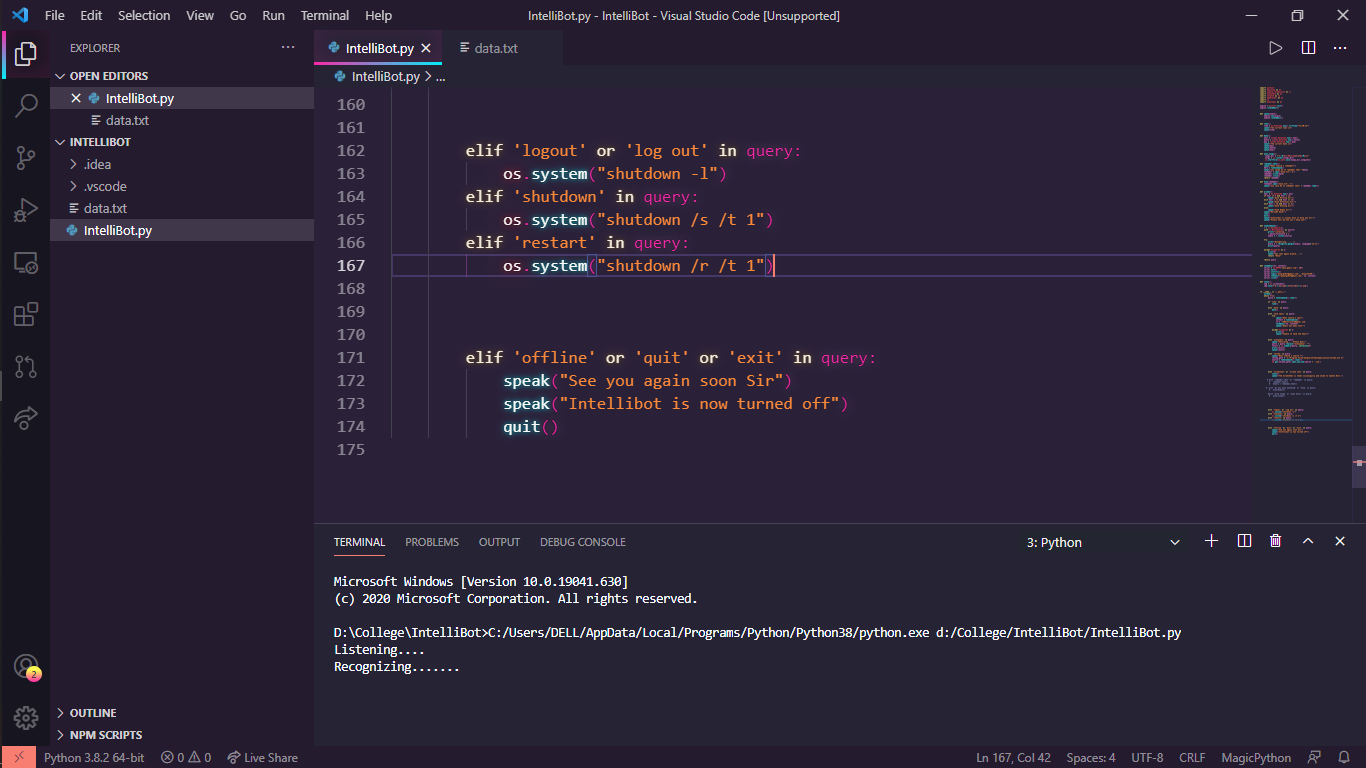 File Edit Selection View Go Run Terminal Help IntelliBot.py - IntelliBot - Visual Studio Code [Unsupported]
EXPLORER
OPEN EDITORS
IntelliBot.py
data.txt
INTELLIBOT
.idea
.vscode
data.txt
IntelliBot.py
OUTLINE
NPM SCRIPTS
IntelliBot.py data.txt
IntelliBot.py > ...
160
161
162 elif 'logout' or 'log out' in query:
163 os.system("shutdown -l")
164 elif 'shutdown' in query:
165 os.system("shutdown /s /t 1")
166 elif 'restart' in query:
167 os.system("shutdown /r /t 1")
168
169
170
171 elif 'offline' or 'quit' or 'exit' in query:
172 speak("See you again soon Sir")
173 speak("Intellibot is now turned off")
174 quit()
175
TERMINAL PROBLEMS OUTPUT DEBUG CONSOLE 3: Python
Microsoft Windows [Version 10.0.19041.630]
(c) 2020 Microsoft Corporation. All rights reserved.
D:\College\IntelliBot>C:/Users/DELL/AppData/Local/Programs/Python/Python38/python.exe d:/College/IntelliBot/IntelliBot.py
Listening....
Recognizing.......
2
Python 3.8.2 64-bit 0 0 Live Share Ln 167, Col 42 Spaces: 4 UTF-8 CRLF MagicPython